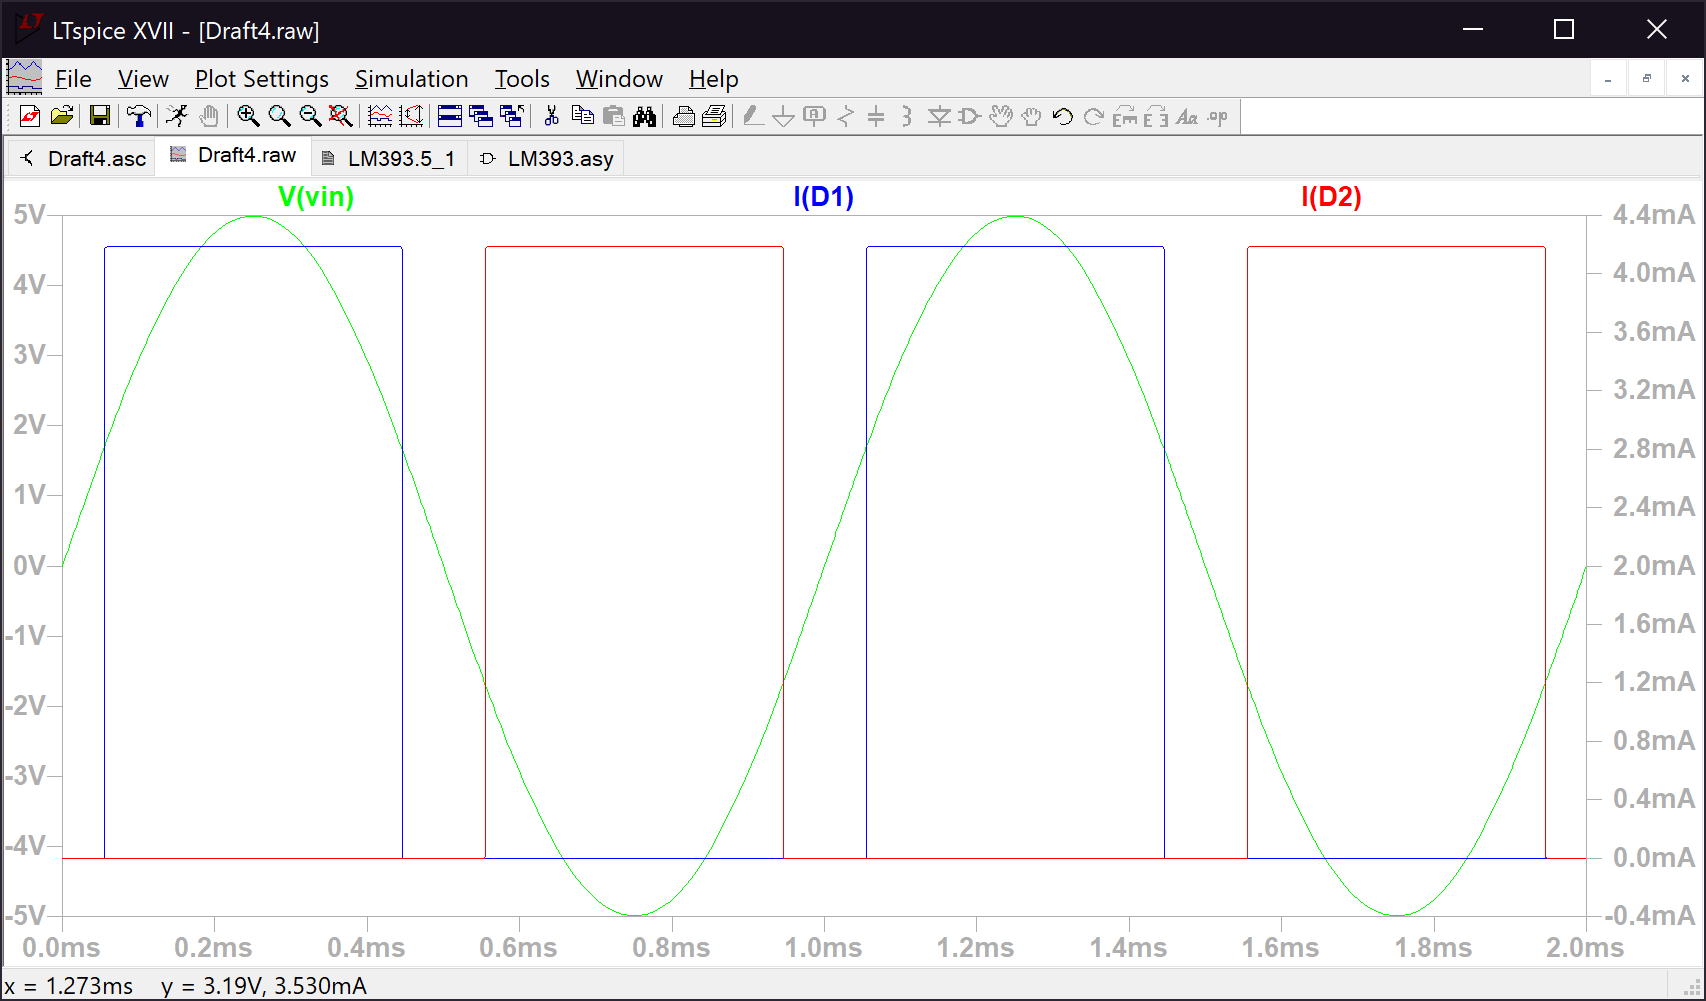 LTspice XVII - [Draft4.raw]
File View Plot Settings Simulation Tools Window Help
Draft4.asc Draft4.raw LM393.5_1 LM393.asy
V(vin) I(D1) I(D2)
5V 4.4mA
4V 4.0mA
3V 3.6mA
2V 3.2mA
1V 2.8mA
0V 2.4mA
-1V 2.0mA
-2V 1.6mA
-3V 1.2mA
-4V 0.8mA
-5V 0.4mA
0.0mA
-0.4mA
0.0ms 0.2ms 0.4ms 0.6ms 0.8ms 1.0ms 1.2ms 1.4ms 1.6ms 1.8ms 2.0ms
x = 1.273ms y = 3.19V, 3.530mA